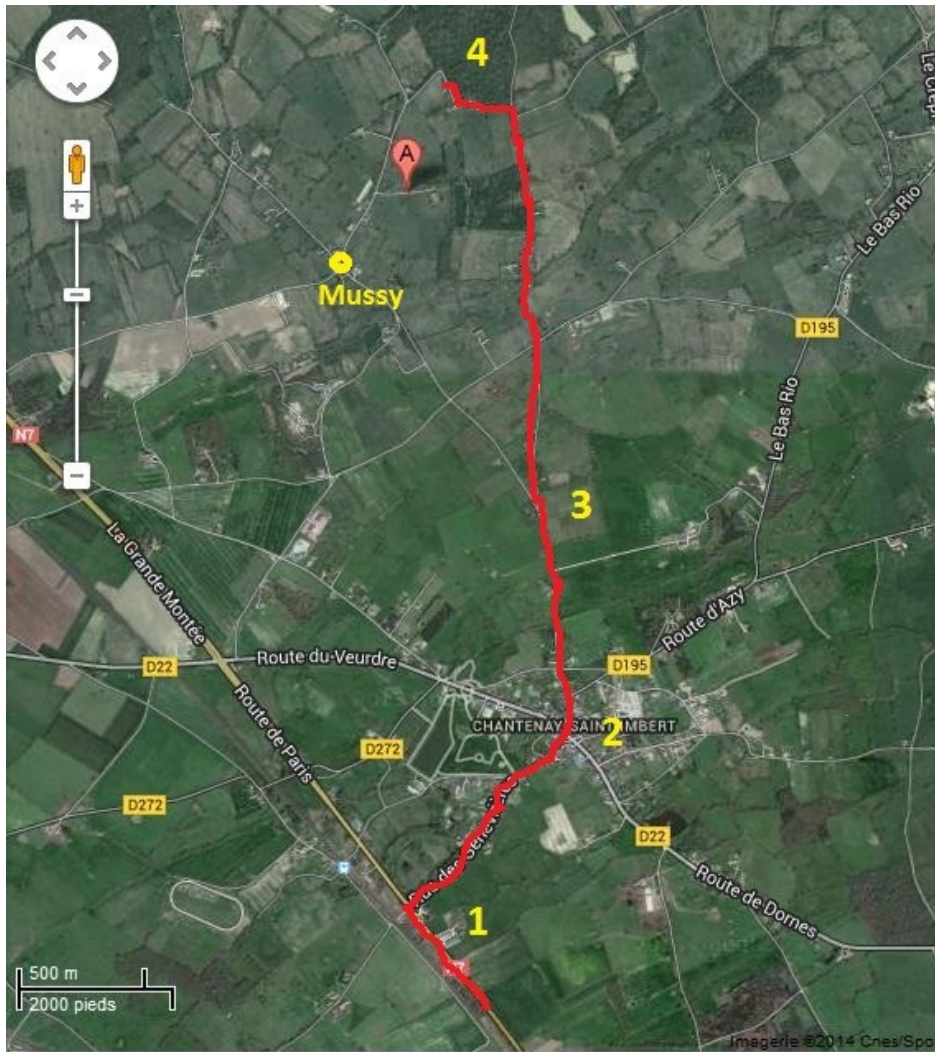 4
A
Mussy
Le Bas Rio
D195
Le Bas Rio
N7
La Grande Montée
3
Route d'Azy
D195
Route du Veurdre
D22
Route de Paris
CHANTENAY-SAINT-IMBERT
2
D272
D272
D22
Route de Dornes
1
500 m
2000 pieds
Imagerie ©2014 Cnes/Spo